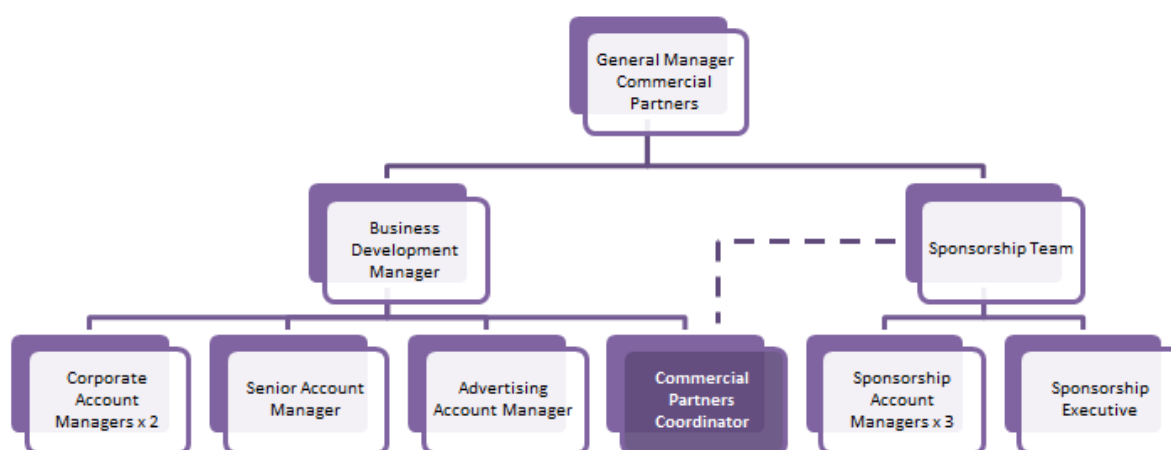 General Manager
Commercial
Partners
Business
Development
Manager
Sponsorship Team
Corporate
Account
Managers x 2
Senior Account
Manager
Advertising
Account Manager
Commercial
Partners
Coordinator
Sponsorship
Account
Managers x 3
Sponsorship
Executive